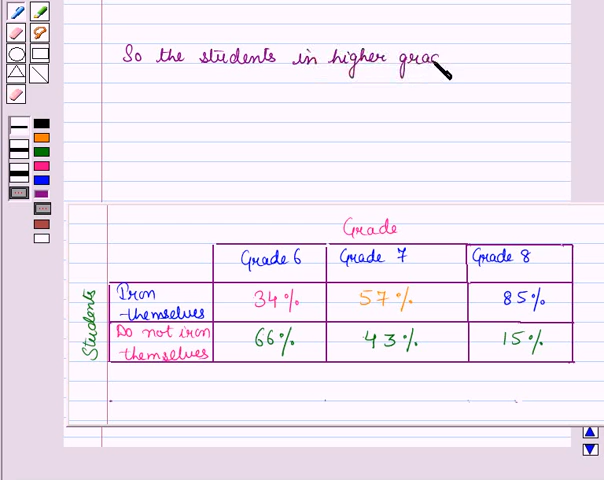 So the students in higher grac
Grade
Grade 6 Grade 7 Grade 8
Students
Iron themselves 34% 57% 85%
Do not iron themselves 66% 43% 15%